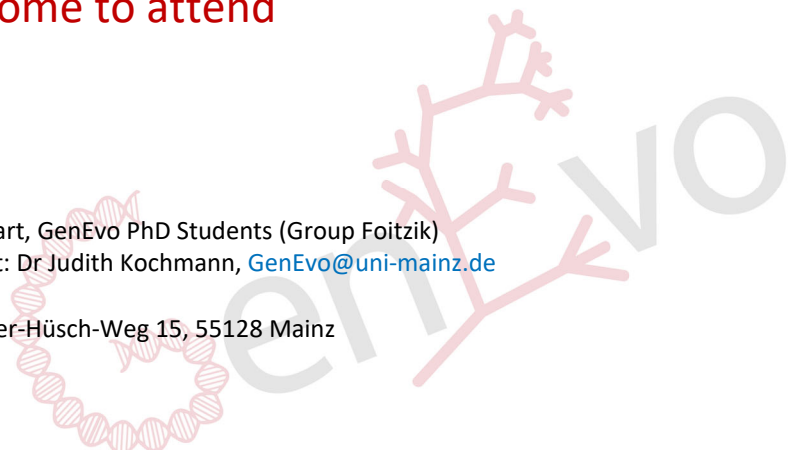 ome to attend
art, GenEvo PhD Students (Group Foitzik)
t: Dr Judith Kochmann, GenEvo@uni-mainz.de
er-Hüsch-Weg 15, 55128 Mainz
GenEvo